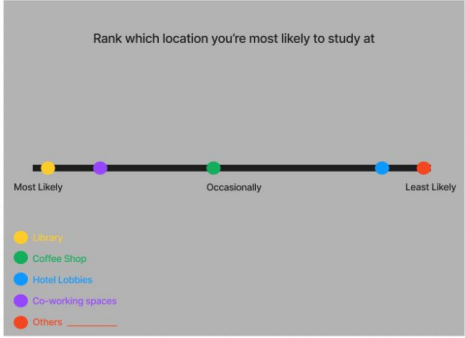 Rank which location you're most likely to study at
Most Likely
Occasionally
Least Likely
Library
Coffee Shop
Hotel Lobbies
Co-working spaces
Others __________